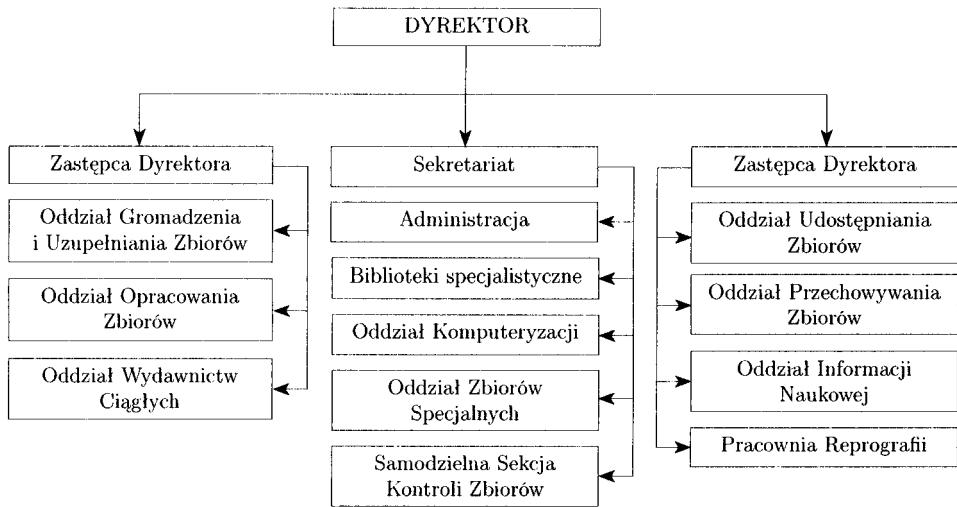 DYREKTOR
Zastępca Dyrektora
Oddział Gromadzenia
i Uzupełniania Zbiorów
Oddział Opracowania
Zbiorów
Oddział Wydawnictw
Ciągłych
Sekretariat
Administracja
Biblioteki specjalistyczne
Oddział Komputeryzacji
Oddział Zbiorów
Specjalnych
Samodzielna Sekcja
Kontroli Zbiorów
Zastępca Dyrektora
Oddział Udostępniania
Zbiorów
Oddział Przechowywania
Zbiorów
Oddział Informacji
Naukowej
Pracownia Reprografii